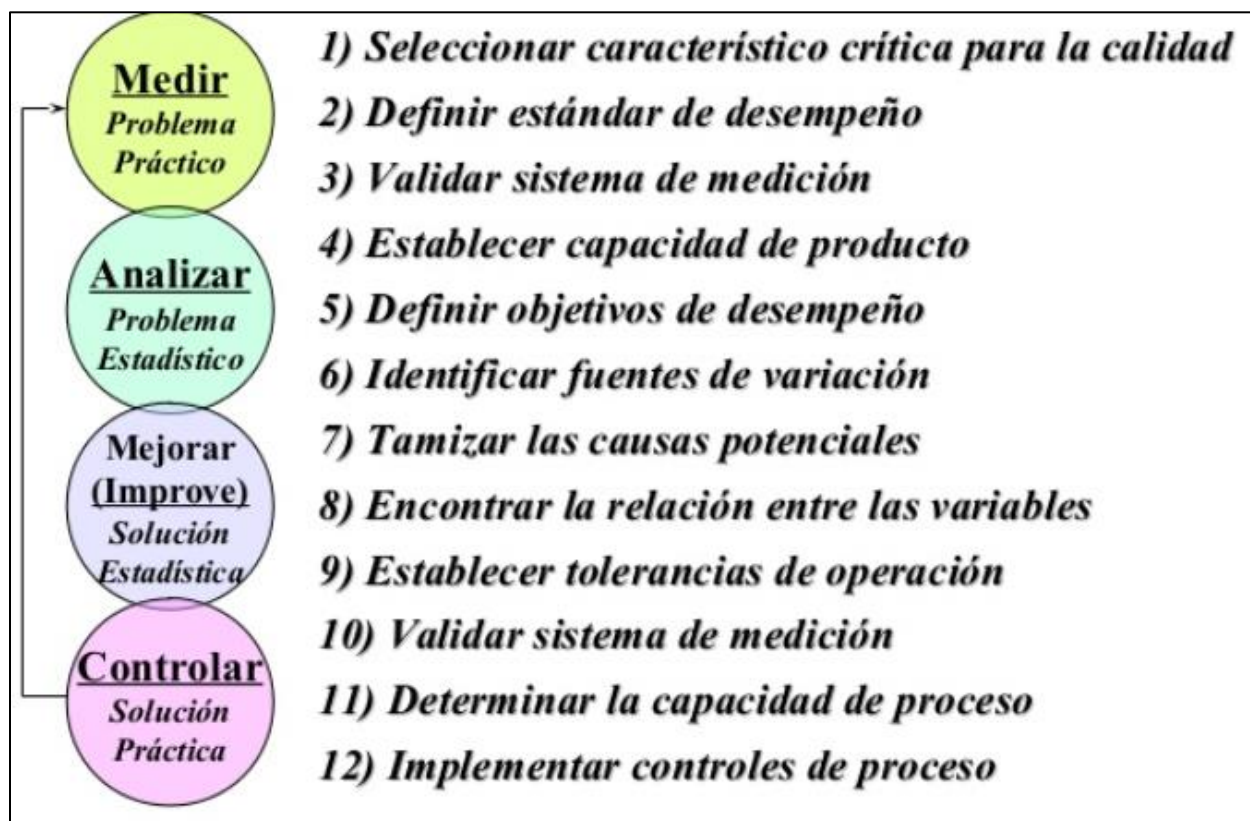 Medir
Problema
Práctico
1) Seleccionar característico crítica para la calidad
2) Definir estándar de desempeño
3) Validar sistema de medición
Analizar
Problema
Estadístico
4) Establecer capacidad de producto
5) Definir objetivos de desempeño
6) Identificar fuentes de variación
Mejorar
(Improve)
Solución
Estadística
7) Tamizar las causas potenciales
8) Encontrar la relación entre las variables
9) Establecer tolerancias de operación
Controlar
Solución
Práctica
10) Validar sistema de medición
11) Determinar la capacidad de proceso
12) Implementar controles de proceso